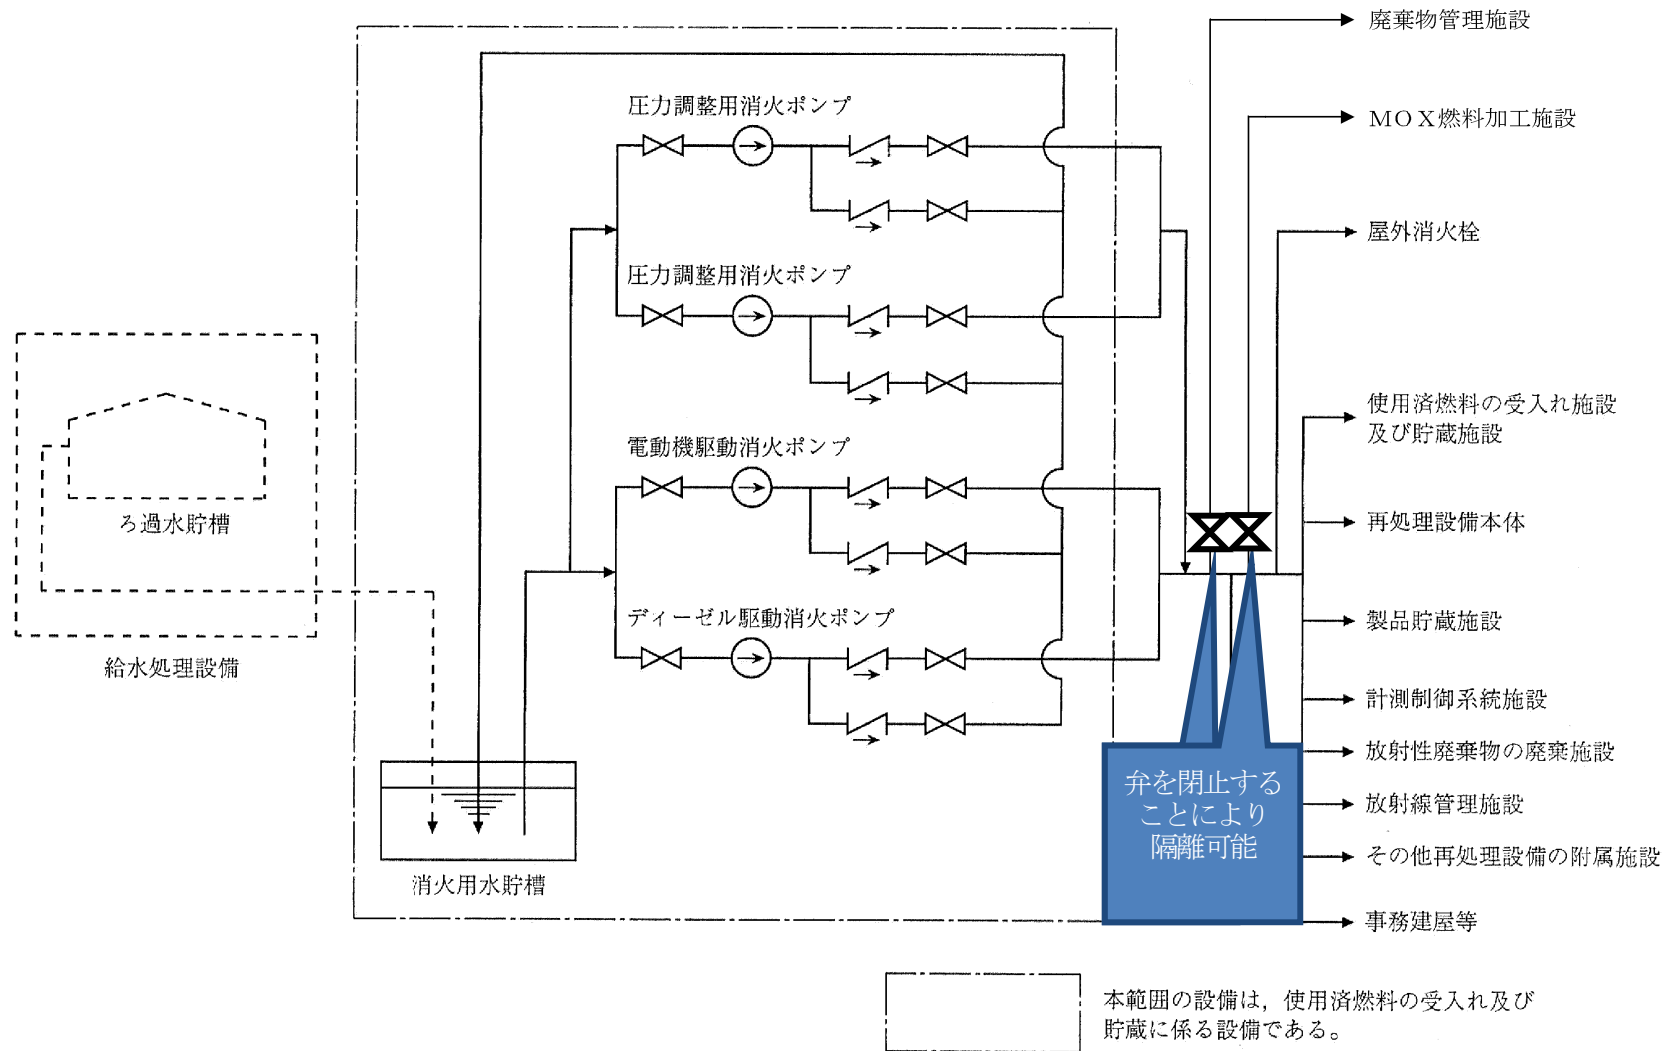 廃棄物管理施設
ＭＯＸ燃料加工施設
屋外消火栓
使用済燃料の受入れ施設
及び貯蔵施設
再処理設備本体
製品貯蔵施設
計測制御系統施設
放射性廃棄物の廃棄施設
放射線管理施設
その他再処理設備の附属施設
事務建屋等
圧力調整用消火ポンプ
圧力調整用消火ポンプ
電動機駆動消火ポンプ
ディーゼル駆動消火ポンプ
ろ過水貯槽
給水処理設備
消火用水貯槽
弁を閉止する
ことにより
隔離可能
本範囲の設備は，使用済燃料の受入れ及び
貯蔵に係る設備である。